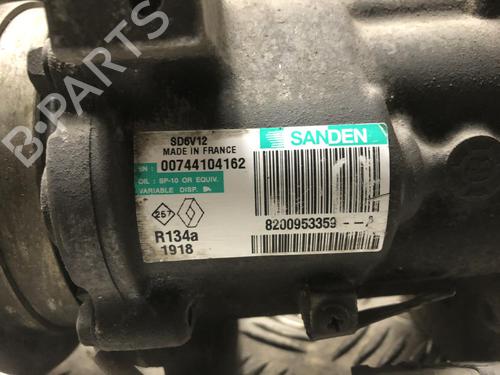 B-PARTS
SD6V12
MADE IN FRANCE
SANDEN
S/N : 00744104162
OIL : SP-10 OR EQUIV.
VARIABLE DISP.
257
R134a
1918
8200953359